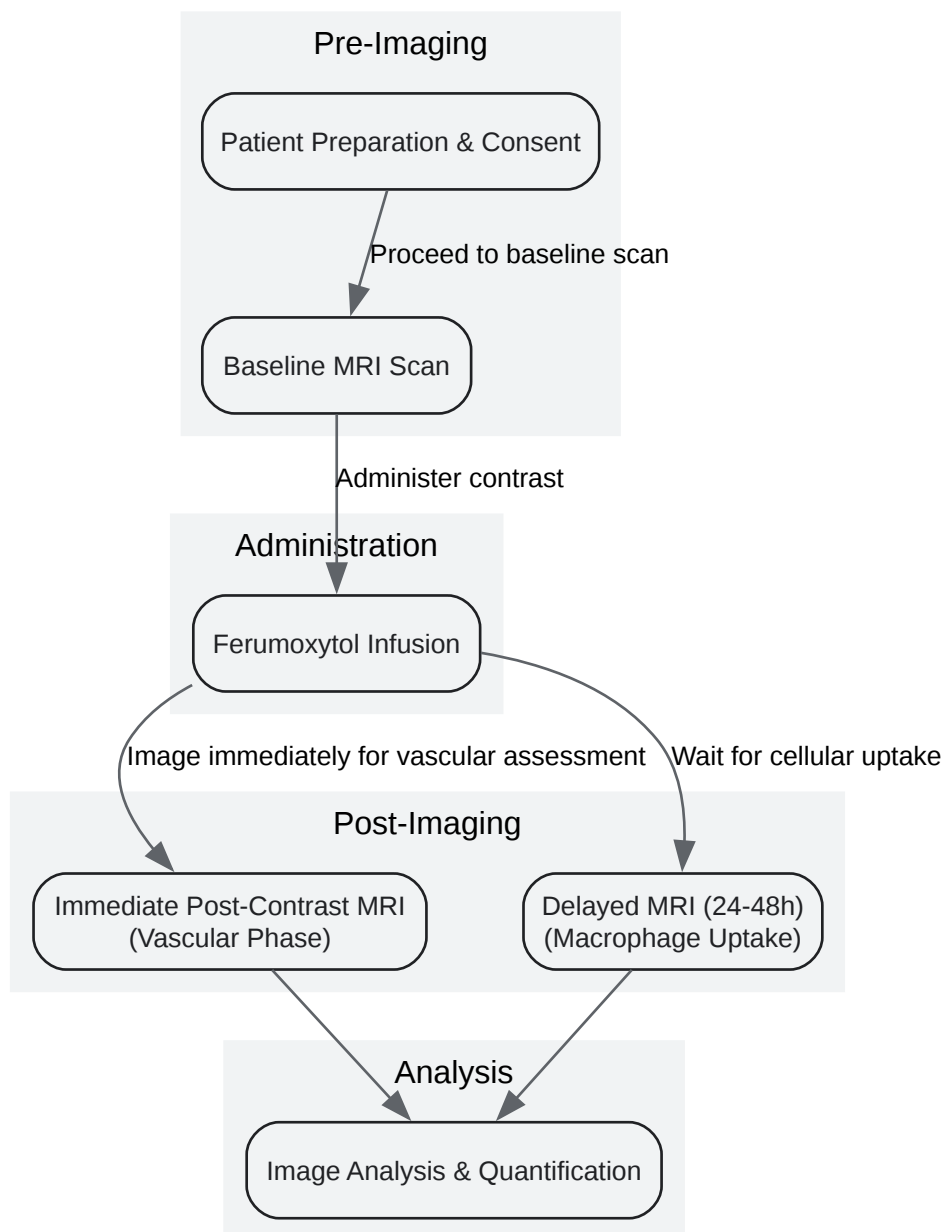 Pre-Imaging
Patient Preparation & Consent
Proceed to baseline scan
Baseline MRI Scan
Administer contrast
Administration
Ferumoxytol Infusion
Image immediately for vascular assessment
Wait for cellular uptake
Post-Imaging
Immediate Post-Contrast MRI
(Vascular Phase)
Delayed MRI (24-48h)
(Macrophage Uptake)
Analysis
Image Analysis & Quantification